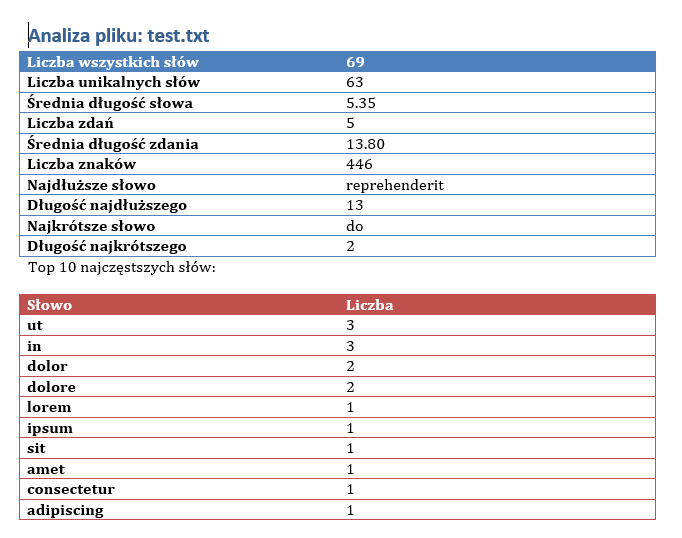 Analiza pliku: test.txt
Liczba wszystkich słów 69
Liczba unikalnych słów 63
Średnia długość słowa 5.35
Liczba zdań 5
Średnia długość zdania 13.80
Liczba znaków 446
Najdłuższe słowo reprehenderit
Długość najdłuższego 13
Najkrótsze słowo do
Długość najkrótszego 2
Top 10 najczęstszych słów:
Słowo Liczba
ut 3
in 3
dolor 2
dolore 2
lorem 1
ipsum 1
sit 1
amet 1
consectetur 1
adipiscing 1